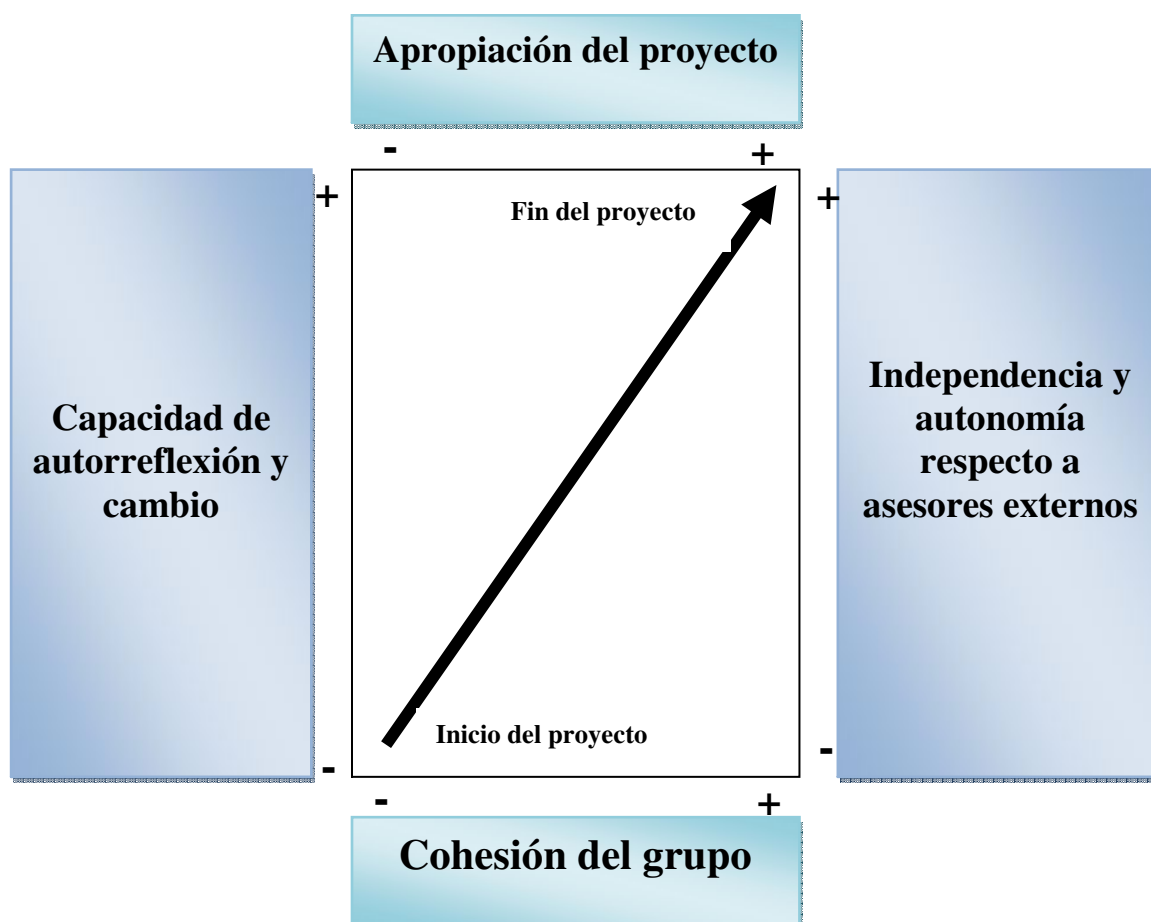 Apropiación del proyecto
-
+
+
+
Fin del proyecto
Capacidad de
autorreflexión y
cambio
Independencia y
autonomía
respecto a
asesores externos
Inicio del proyecto
-
-
-
+
Cohesión del grupo